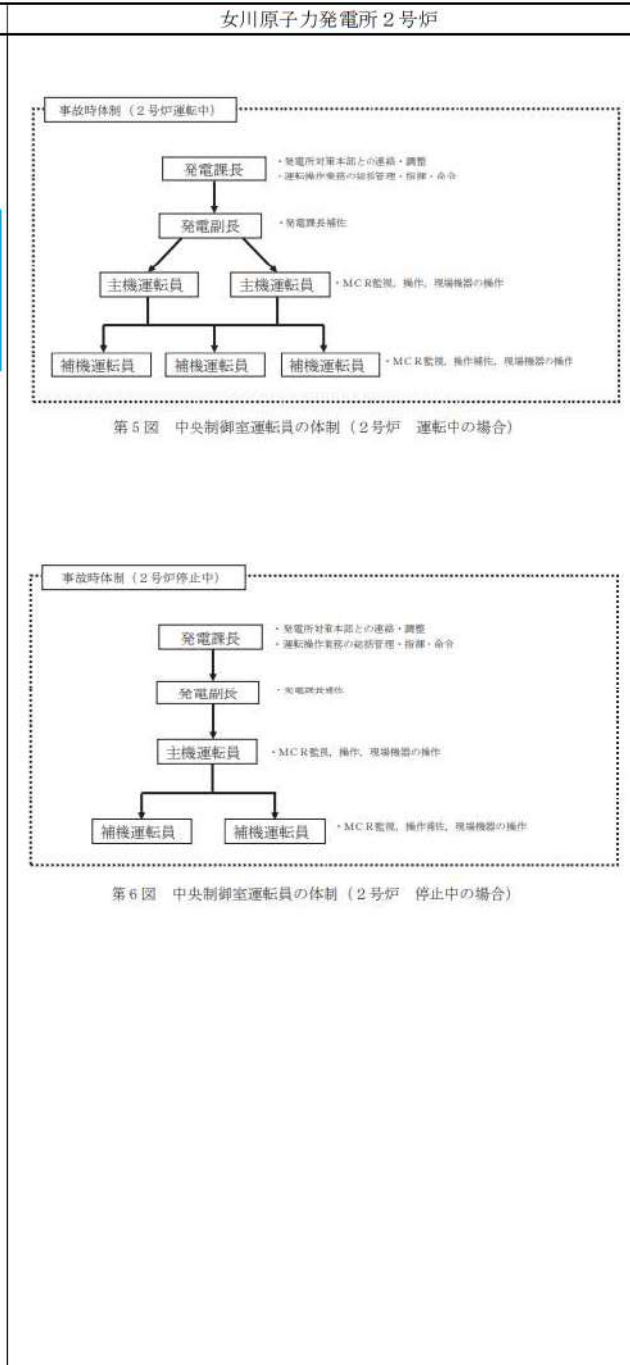 女川原子力発電所2号炉
事故時体制（2号炉運転中）
発電課長
・発電所対策本部との連絡・調整
・運転操作業務の総括管理・指揮・命令
発電副長
・発電課長補佐
主機運転員
主機運転員
・MCR監視，操作，現場機器の操作
補機運転員
補機運転員
補機運転員
・MCR監視，操作補佐，現場機器の操作
第5図　中央制御室運転員の体制（2号炉　運転中の場合）
事故時体制（2号炉停止中）
発電課長
・発電所対策本部との連絡・調整
・運転操作業務の総括管理・指揮・命令
発電副長
・発電課長補佐
主機運転員
・MCR監視，操作，現場機器の操作
補機運転員
補機運転員
・MCR監視，操作補佐，現場機器の操作
第6図　中央制御室運転員の体制（2号炉　停止中の場合）